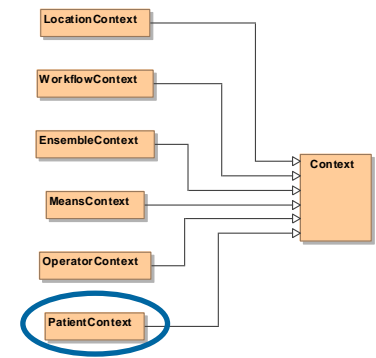 LocationContext
WorkflowContext
EnsembleContext
Context
MeansContext
OperatorContext
PatientContext